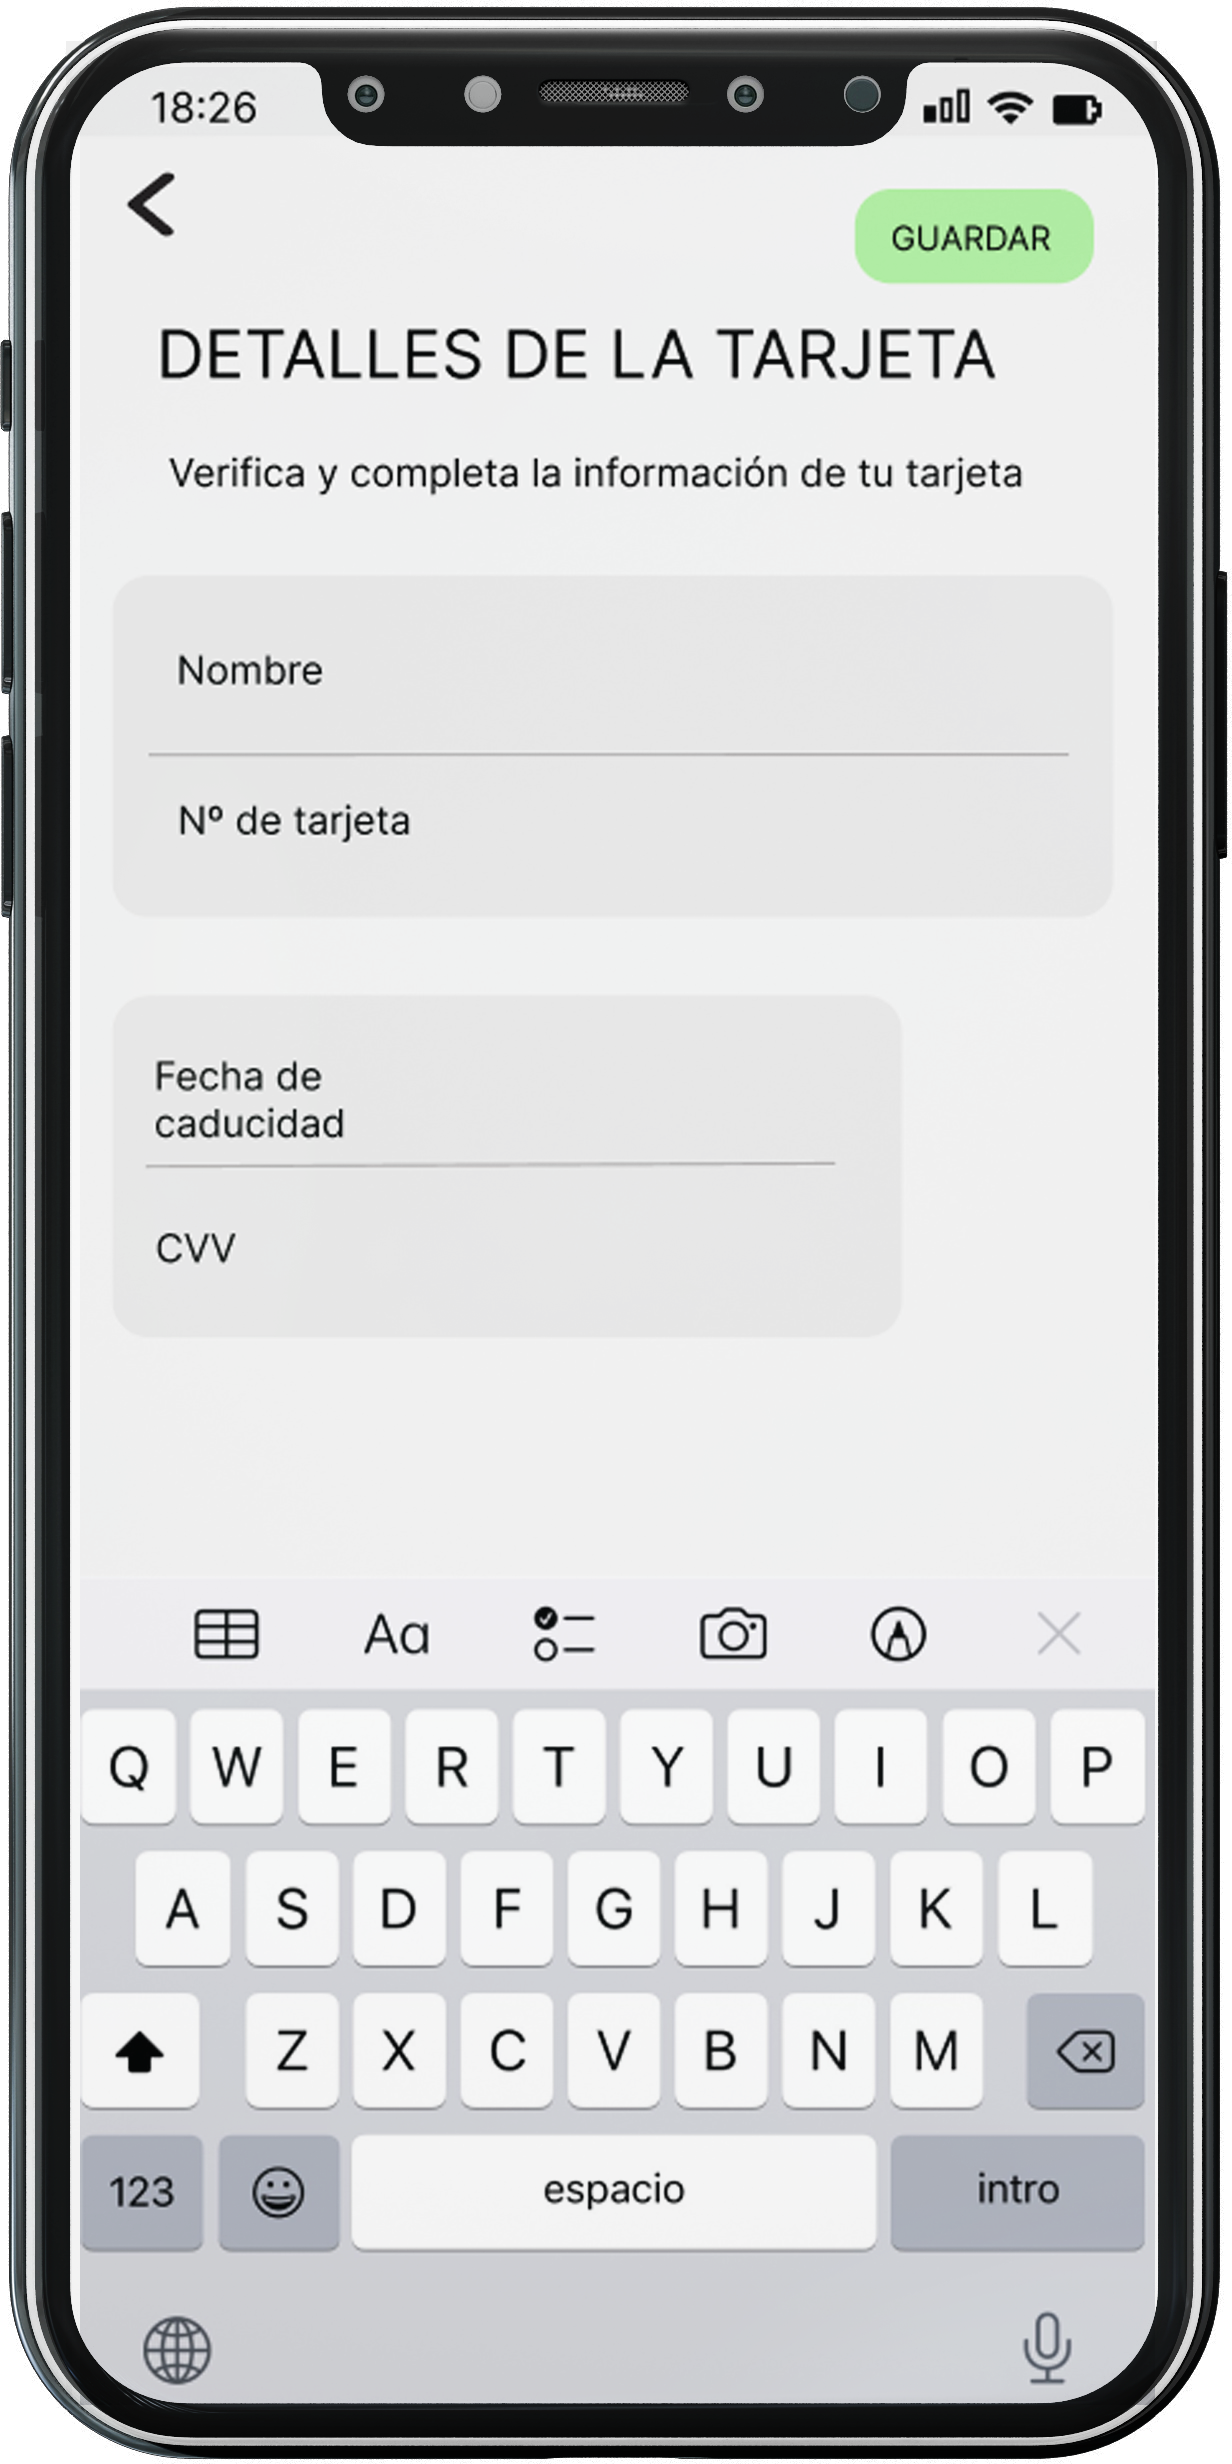 18:26
GUARDAR
DETALLES DE LA TARJETA
Verifica y completa la información de tu tarjeta
Nombre
Nº de tarjeta
Fecha de
caducidad
CVV
Aa
Q W E R T Y U I O P
A S D F G H J K L
Z X C V B N M
123 espacio intro